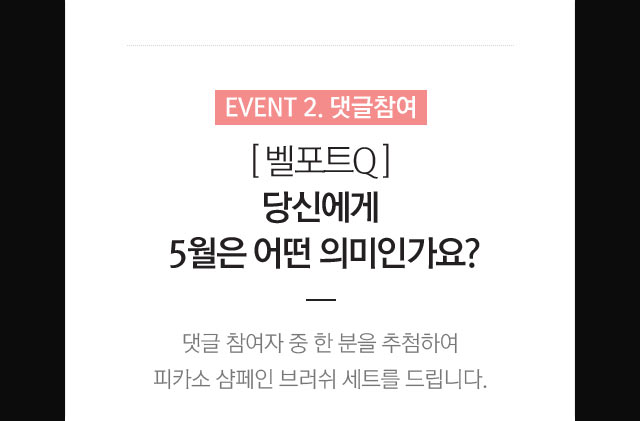 EVENT 2. 댓글참여
[ 벨포트Q ]
당신에게
5월은 어떤 의미인가요?
댓글 참여자 중 한 분을 추첨하여
피카소 샴페인 브러쉬 세트를 드립니다.